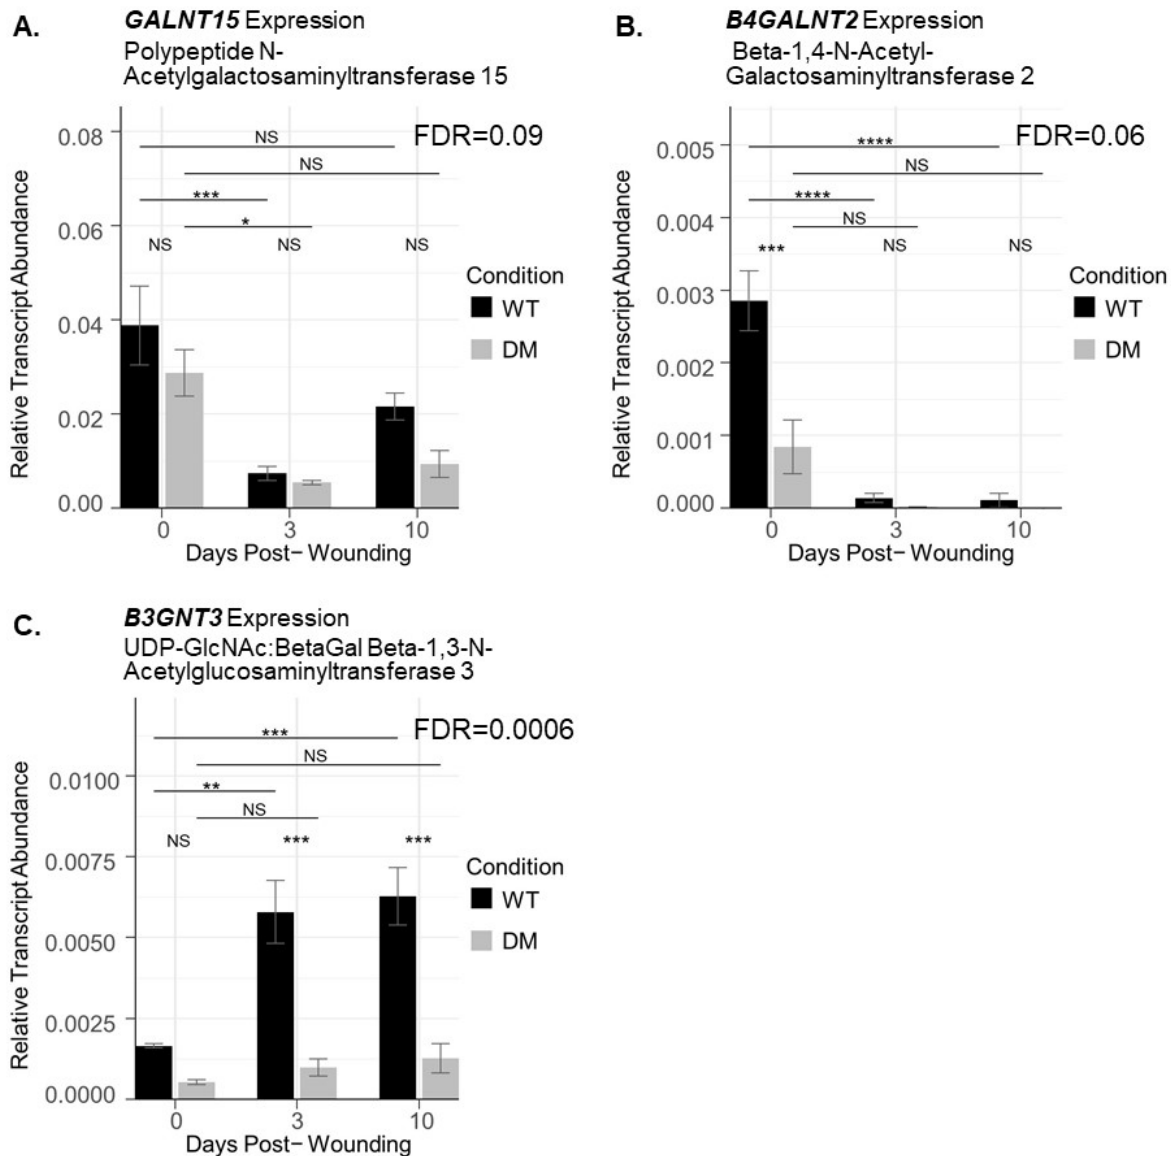 A.
GALNT15 Expression
Polypeptide N-
Acetylgalactosaminyltransferase 15
FDR=0.09
NS
NS
***
*
NS NS NS
0.08
0.06
0.04
0.02
0.00
Relative Transcript Abundance
0 3 10
Days Post-Wounding
Condition
WT
DM
B.
B4GALNT2 Expression
Beta-1,4-N-Acetyl-
Galactosaminyltransferase 2
FDR=0.06
****
NS
****
NS
*** NS NS
0.005
0.004
0.003
0.002
0.001
0.000
Relative Transcript Abundance
0 3 10
Days Post-Wounding
Condition
WT
DM
C.
B3GNT3 Expression
UDP-GlcNAc:BetaGal Beta-1,3-N-
Acetylglucosaminyltransferase 3
FDR=0.0006
***
NS
**
NS
NS *** ***
0.0100
0.0075
0.0050
0.0025
0.0000
Relative Transcript Abundance
0 3 10
Days Post-Wounding
Condition
WT
DM